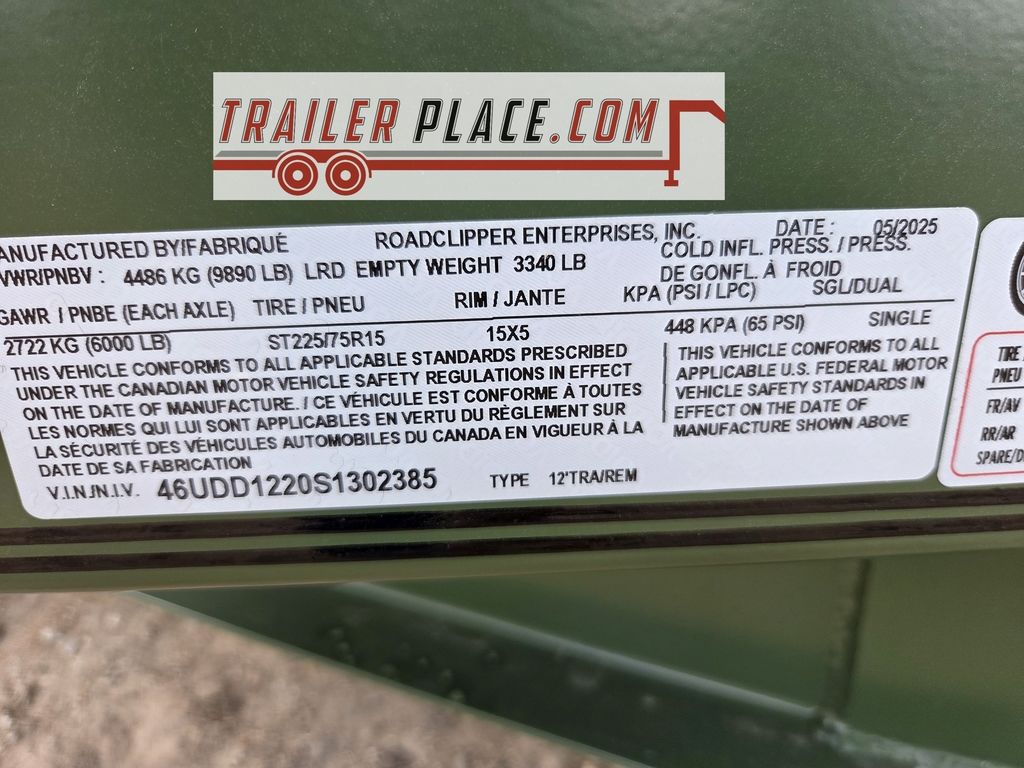 TRAILER PLACE.COM
ANUFACTURED BY/FABRIQUÉ ROADCLIPPER ENTERPRISES, INC. DATE : 05/2025
VWR/PNBV : 4486 KG (9890 LB) LRD EMPTY WEIGHT 3340 LB COLD INFL. PRESS. / PRESS.
DE GONFL. À FROID
GAWR / PNBE (EACH AXLE) TIRE / PNEU RIM / JANTE KPA (PSI / LPC) SGL/DUAL
2722 KG (6000 LB) ST225/75R15 15X5 448 KPA (65 PSI) SINGLE
THIS VEHICLE CONFORMS TO ALL APPLICABLE STANDARDS PRESCRIBED
UNDER THE CANADIAN MOTOR VEHICLE SAFETY REGULATIONS IN EFFECT
ON THE DATE OF MANUFACTURE. / CE VÉHICULE EST CONFORME À TOUTES
LES NORMES QUI LUI SONT APPLICABLES EN VERTU DU RÈGLEMENT SUR
LA SÉCURITÉ DES VÉHICULES AUTOMOBILES DU CANADA EN VIGUEUR À LA
DATE DE SA FABRICATION
THIS VEHICLE CONFORMS TO ALL
APPLICABLE U.S. FEDERAL MOTOR
VEHICLE SAFETY STANDARDS IN
EFFECT ON THE DATE OF
MANUFACTURE SHOWN ABOVE
V.I.N./N.I.V. 46UDD1220S1302385 TYPE 12'TRA/REM
TIRE
PNEU
FR/AV
RR/AR
SPARE/D